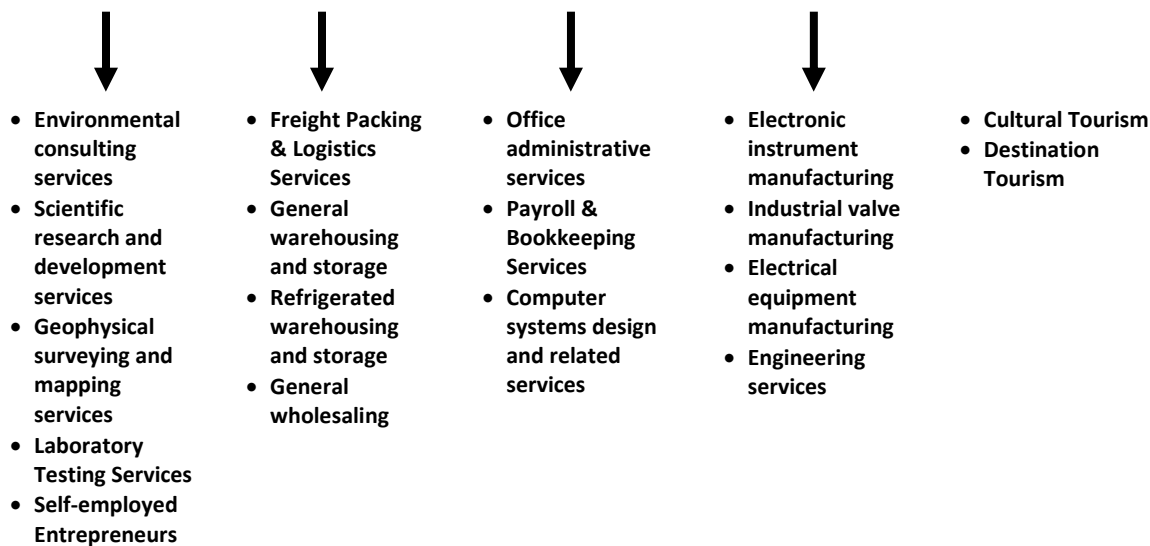 • Environmental
consulting
services
• Scientific
research and
development
services
• Geophysical
surveying and
mapping
services
• Laboratory
Testing Services
• Self-employed
Entrepreneurs
• Freight Packing
& Logistics
Services
• General
warehousing
and storage
• Refrigerated
warehousing
and storage
• General
wholesaling
• Office
administrative
services
• Payroll &
Bookkeeping
Services
• Computer
systems design
and related
services
• Electronic
instrument
manufacturing
• Industrial valve
manufacturing
• Electrical
equipment
manufacturing
• Engineering
services
• Cultural Tourism
• Destination
Tourism